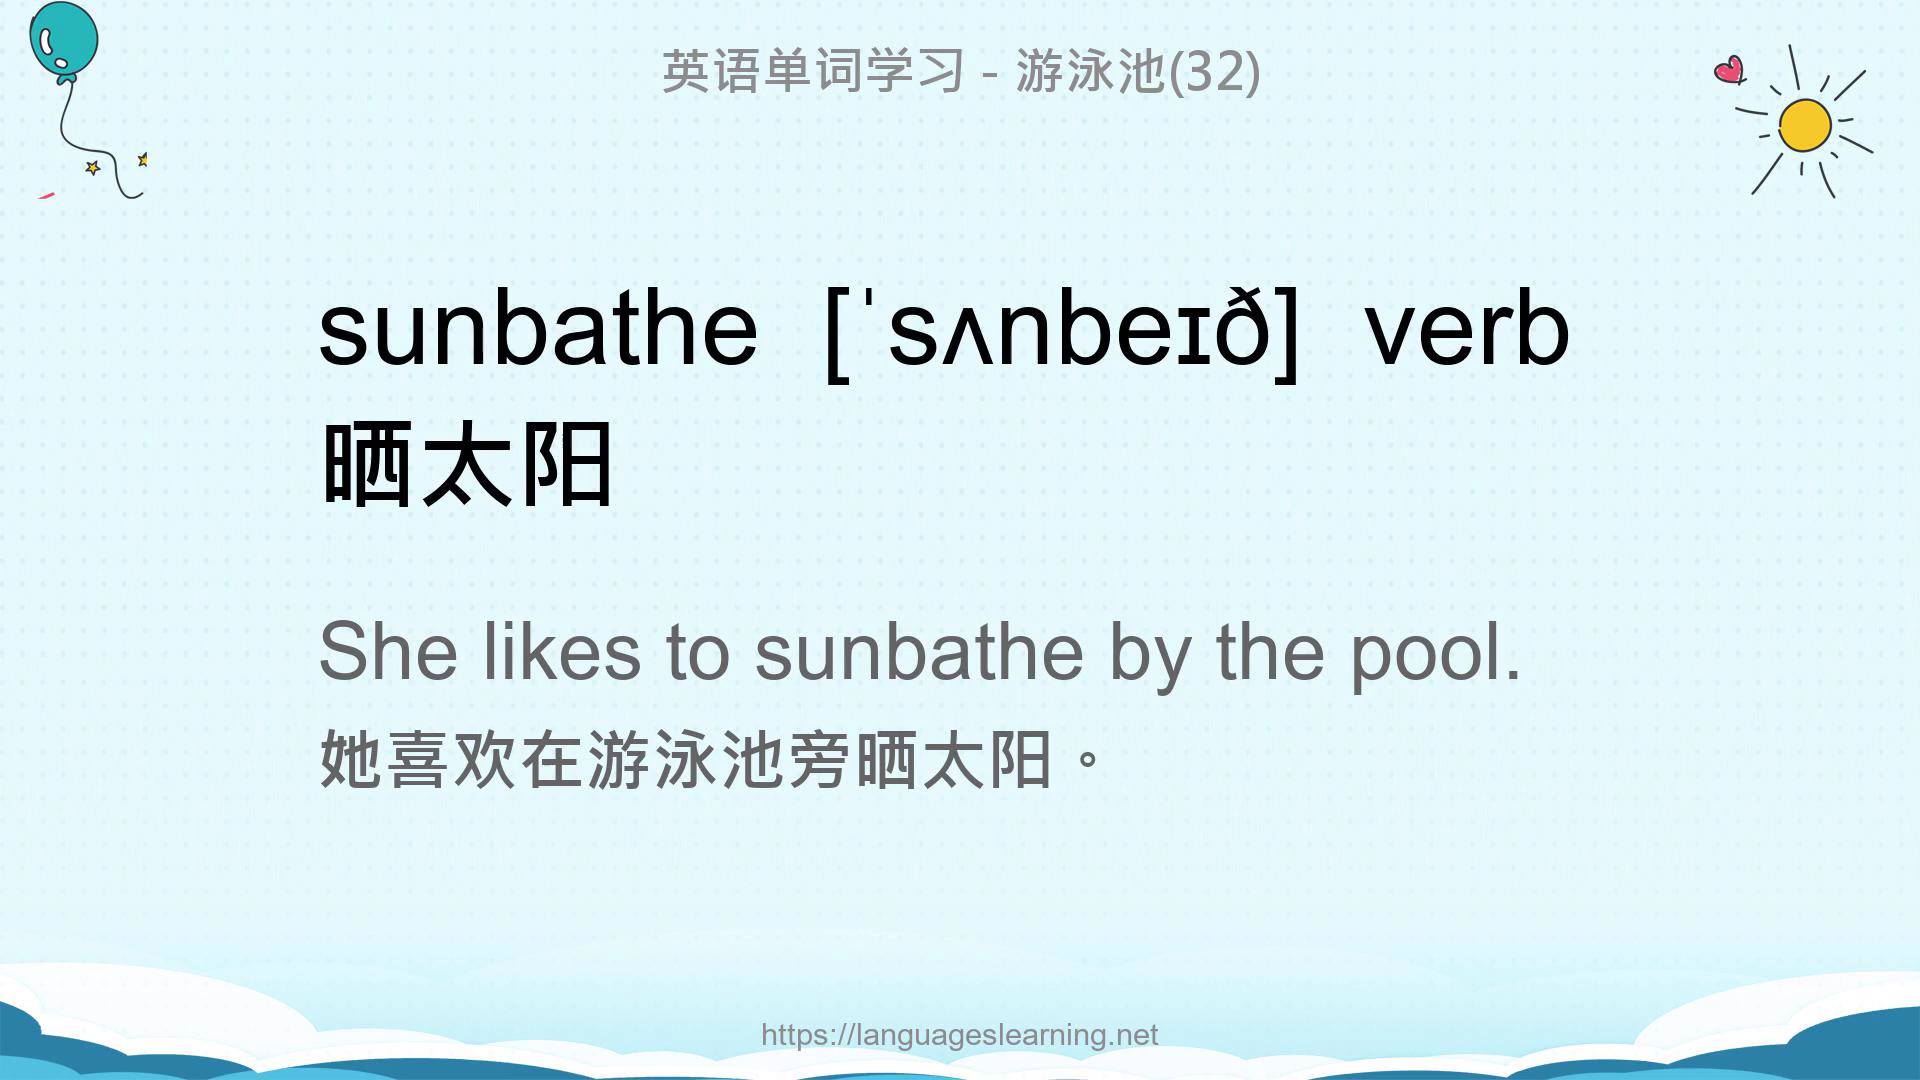 英语单词学习 - 游泳池(32)
sunbathe [ˈsʌnbeɪð] verb
晒太阳
She likes to sunbathe by the pool.
她喜欢在游泳池旁晒太阳。
https://languageslearning.net